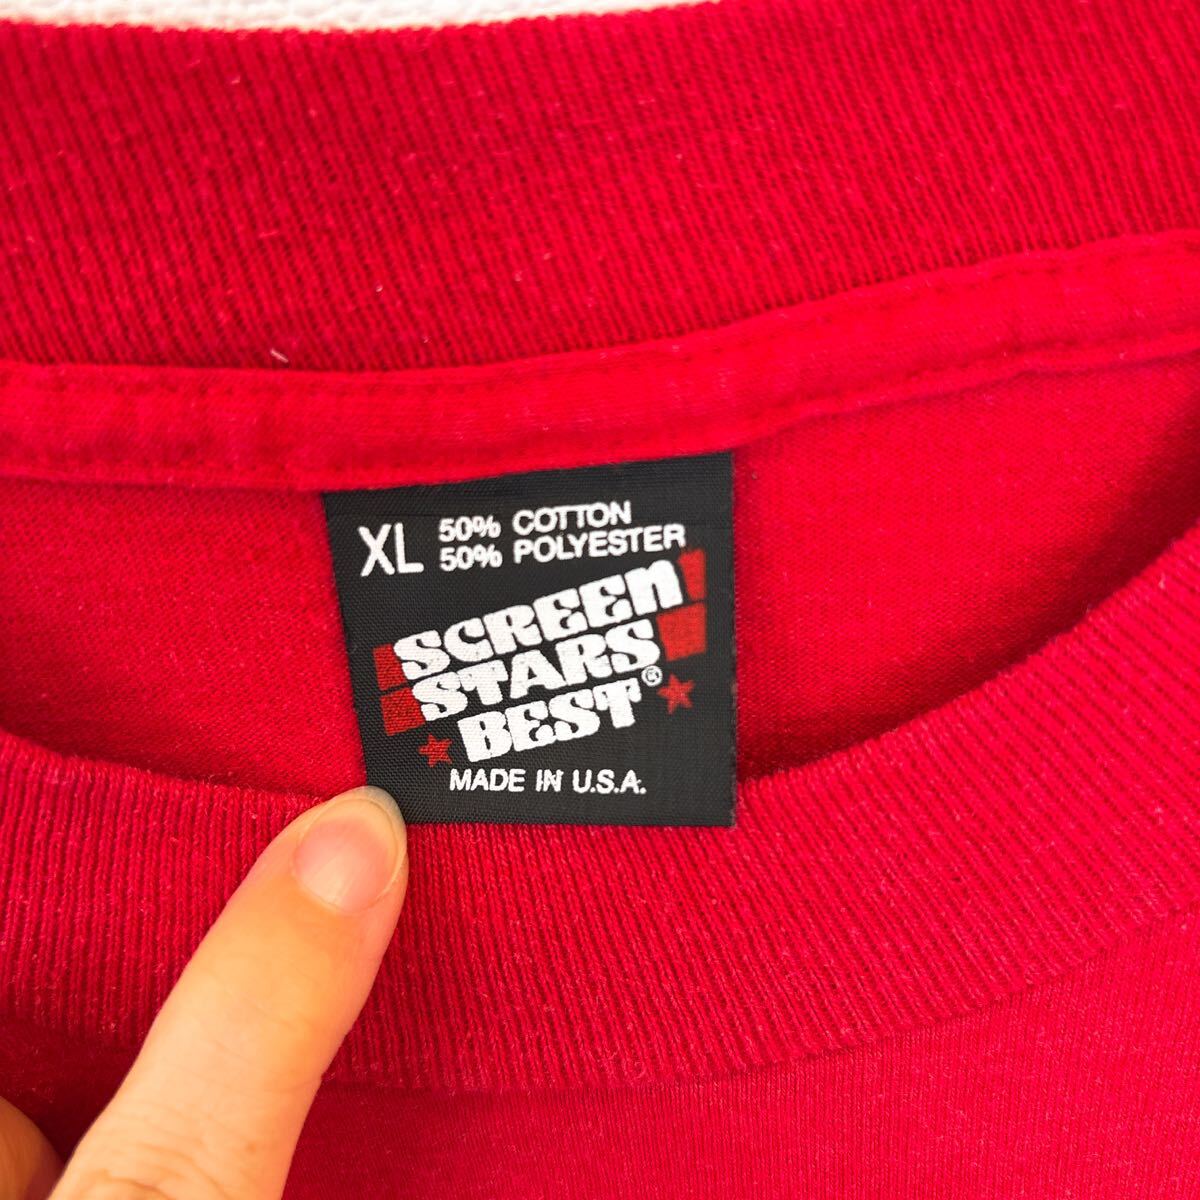 XL 50% COTTON
50% POLYESTER
SCREEN
STARS
BEST®
MADE IN U.S.A.